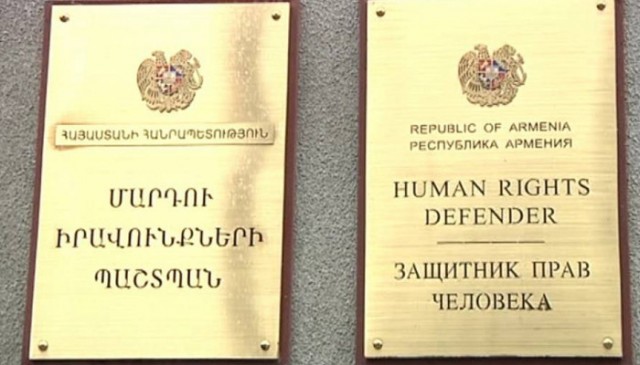 ՀԱՅԱՍՏԱՆԻ ՀԱՆՐԱՊԵՏՈՒԹՅՈՒՆ
ՄԱՐԴՈՒ
ԻՐԱՎՈՒՆՔՆԵՐԻ
ՊԱՇՏՊԱՆ
REPUBLIC OF ARMENIA
РЕСПУБЛИКА АРМЕНИЯ
HUMAN RIGHTS
DEFENDER
ЗАЩИТНИК ПРАВ
ЧЕЛОВЕКА